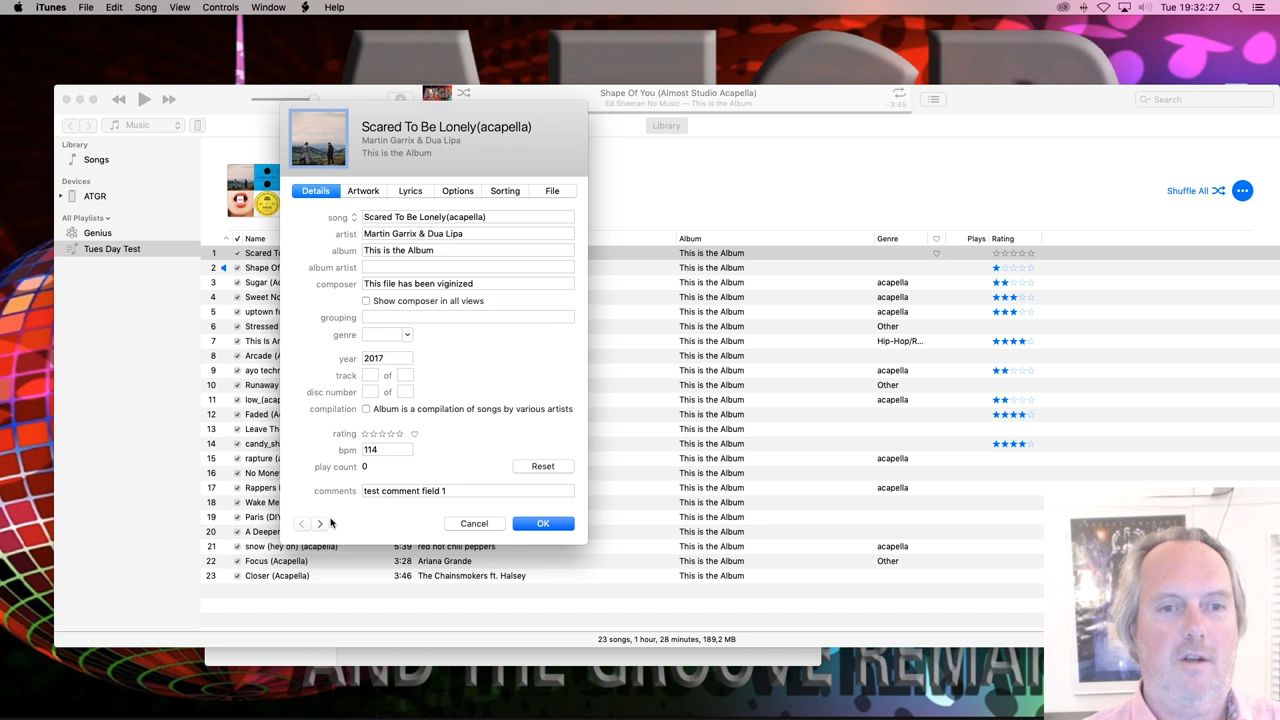 iTunes File Edit Song View Controls Window Help Tue 19:32:27
Shape Of You (Almost Studio Acapella)
Ed Sheeran No Music — This is the Album
-3:45
Search
Music
Library
Library
Songs
Devices
ATGR
All Playlists
Genius
Tues Day Test
Shuffle All
Scared To Be Lonely(acapella)
Martin Garrix & Dua Lipa
This is the Album
Details Artwork Lyrics Options Sorting File
song Scared To Be Lonely(acapella)
artist Martin Garrix & Dua Lipa
album This is the Album
album artist
composer This file has been viginized
Show composer in all views
grouping
genre
year 2017
track of
disc number of
compilation Album is a compilation of songs by various artists
rating
bpm 114
play count 0 Reset
comments test comment field 1
Cancel OK
Name Album Genre Plays Rating
1 Scared To This is the Album
2 Shape Of This is the Album
3 Sugar (Ac This is the Album acapella
4 Sweet No This is the Album acapella
5 uptown fu This is the Album acapella
6 Stressed This is the Album Other
7 This Is Ar This is the Album Hip-Hop/R...
8 Arcade (A This is the Album
9 ayo techn This is the Album acapella
10 Runaway This is the Album Other
11 low_(acap This is the Album acapella
12 Faded (Ac This is the Album
13 Leave Th This is the Album
14 candy_sh This is the Album
15 rapture (a This is the Album acapella
16 No Money This is the Album
17 Rappers This is the Album acapella
18 Wake Me This is the Album
19 Paris (DIY This is the Album
20 A Deeper This is the Album
21 snow (hey oh) (acapella) 5:39 red hot chili peppers This is the Album acapella
22 Focus (Acapella) 3:28 Ariana Grande This is the Album Other
23 Closer (Acapella) 3:46 The Chainsmokers ft. Halsey This is the Album
23 songs, 1 hour, 28 minutes, 189,2 MB
AND THE GROOVE REMAI